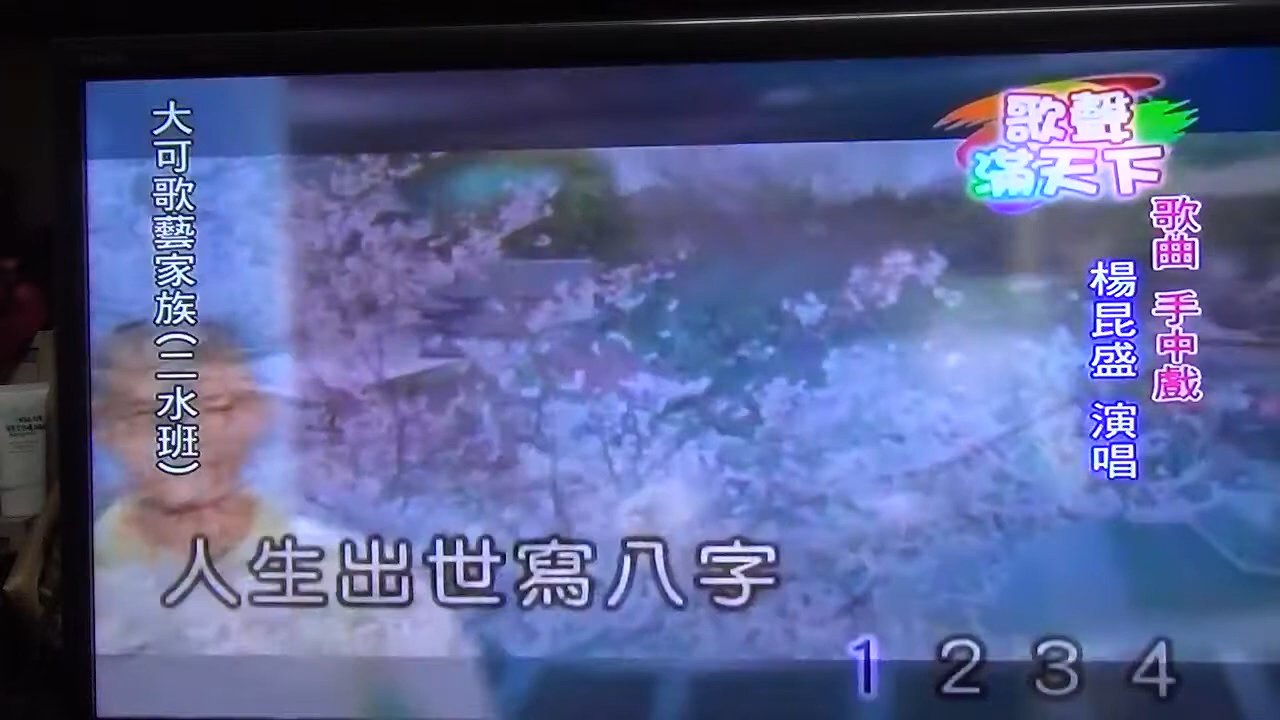 大可歌藝家族(二水班)
歌聲
滿天下
歌曲 手中戲
楊昆盛 演唱
人生出世寫八字
1 2 3 4